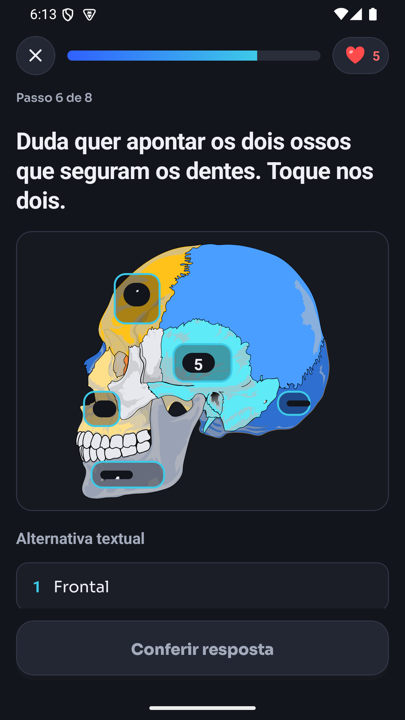 6:13
5
Passo 6 de 8
Duda quer apontar os dois ossos
que seguram os dentes. Toque nos
dois.
5
Alternativa textual
1 Frontal
Conferir resposta